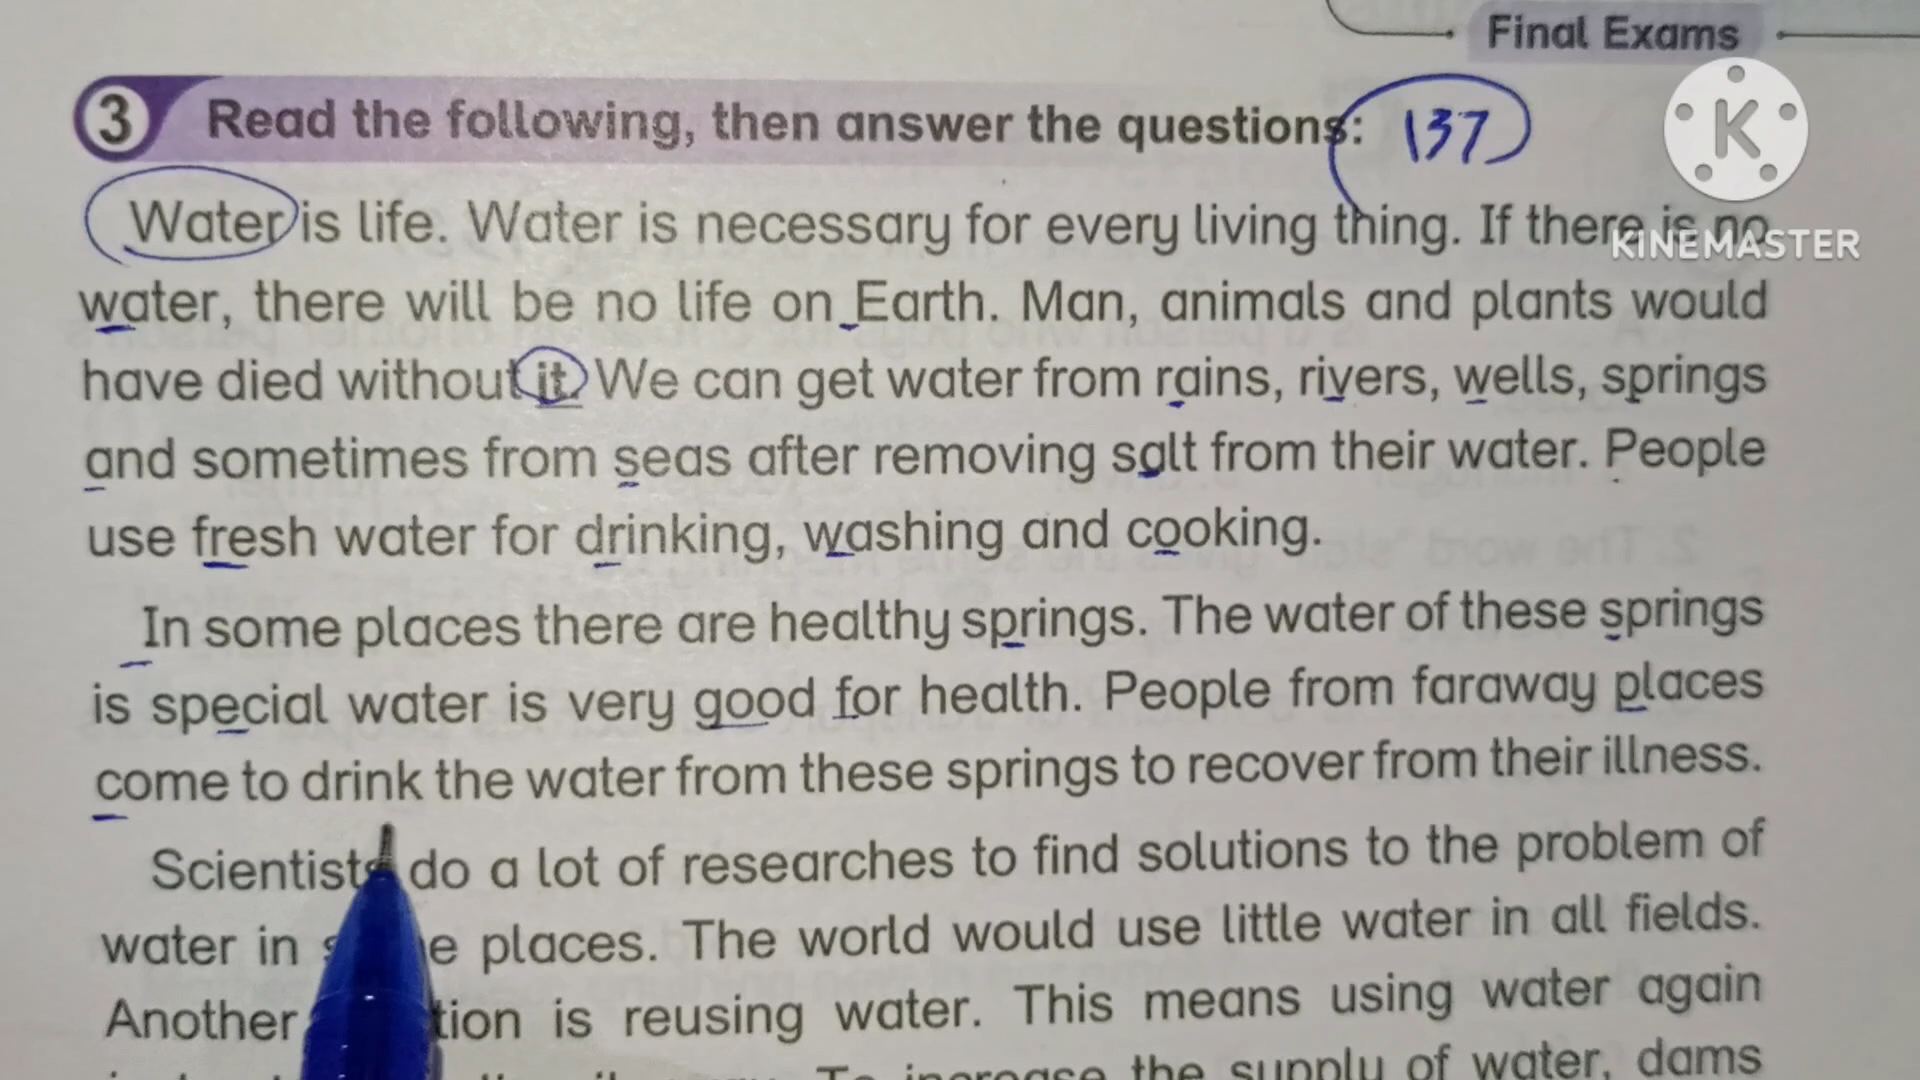 Final Exams
3 Read the following, then answer the questions: 137
K
KINEMASTER
Water is life. Water is necessary for every living thing. If there is no
water, there will be no life on Earth. Man, animals and plants would
have died without it. We can get water from rains, rivers, wells, springs
and sometimes from seas after removing salt from their water. People
use fresh water for drinking, washing and cooking.
In some places there are healthy springs. The water of these springs
is special water is very good for health. People from faraway places
come to drink the water from these springs to recover from their illness.
Scientists do a lot of researches to find solutions to the problem of
water in places. The world would use little water in all fields.
Another is reusing water. This means using water again
To increase the supply of water, dams